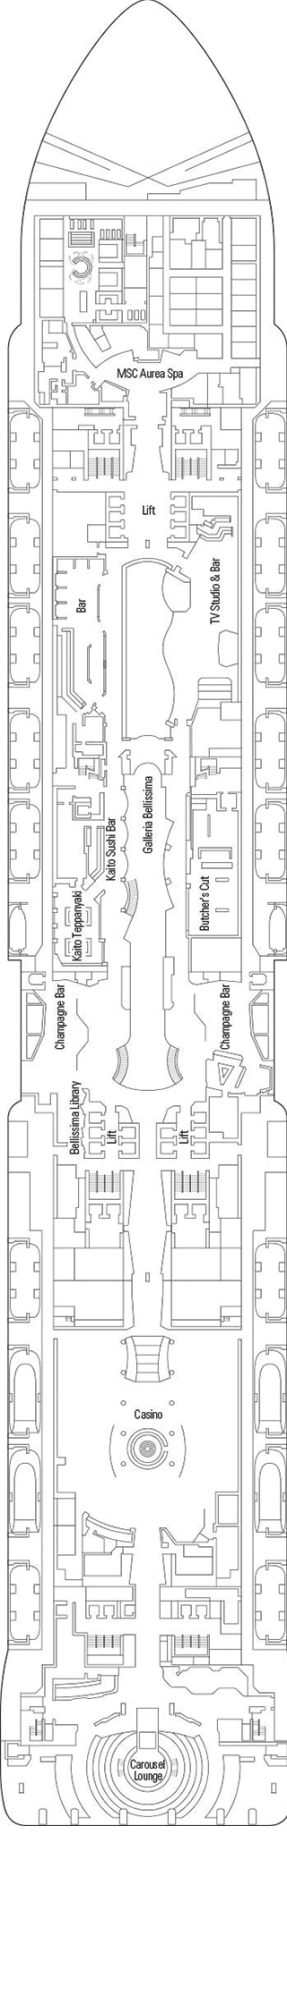 MSC Aurea Spa
Lift
Bar
TV Studio & Bar
Galleria Bellissima
Kaito Sushi Bar
Butcher's Cut
Kaito Teppanyaki
Champagne Bar
Champagne Bar
Bellissima Library
Lift
Lift
Casino
Carousel
Lounge